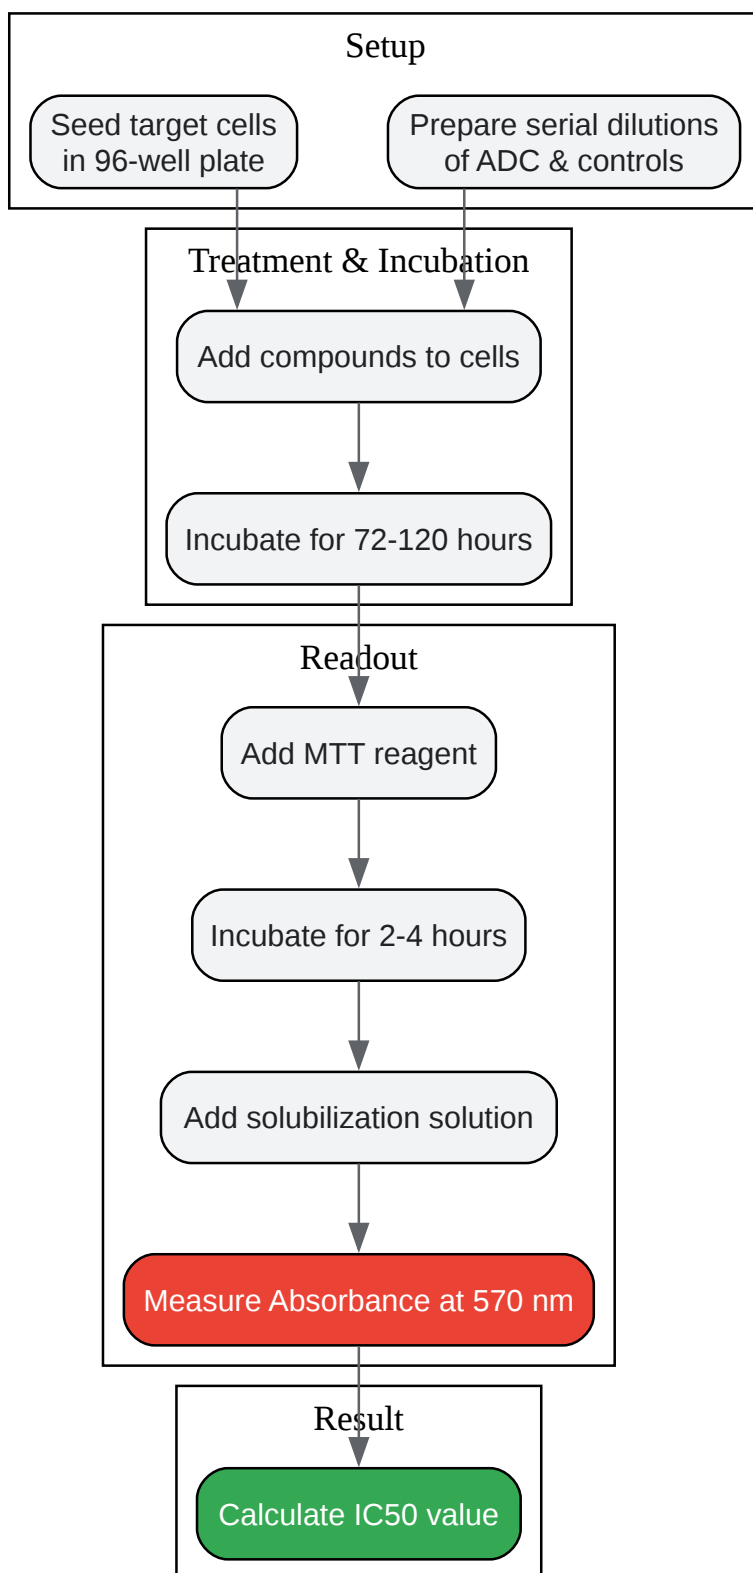 Setup
Seed target cells
in 96-well plate
Prepare serial dilutions
of ADC & controls
Treatment & Incubation
Add compounds to cells
Incubate for 72-120 hours
Readout
Add MTT reagent
Incubate for 2-4 hours
Add solubilization solution
Measure Absorbance at 570 nm
Result
Calculate IC50 value